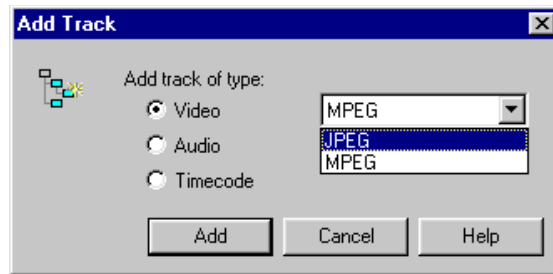 Add Track
Add track of type:
Video
MPEG
Audio
JPEG
MPEG
Timecode
Add
Cancel
Help